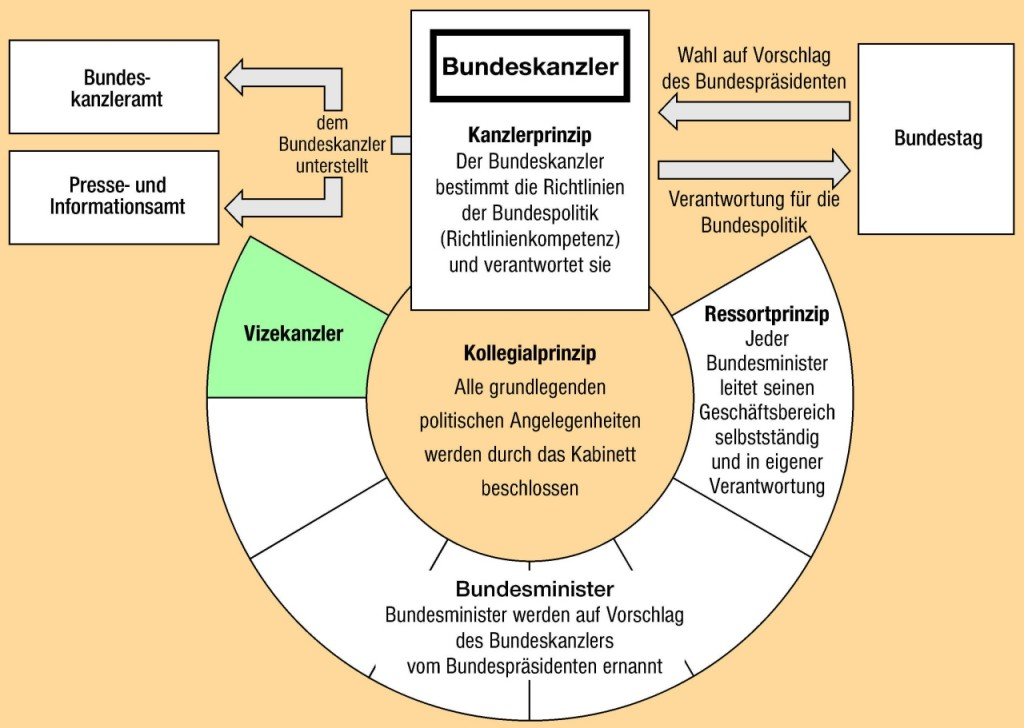 Bundes-
kanzleramt
Presse- und
Informationsamt
dem
Bundeskanzler
unterstellt
Bundeskanzler
Kanzlerprinzip
Der Bundeskanzler
bestimmt die Richtlinien
der Bundespolitik
(Richtlinienkompetenz)
und verantwortet sie
Wahl auf Vorschlag
des Bundespräsidenten
Verantwortung für die
Bundespolitik
Bundestag
Vizekanzler
Kollegialprinzip
Alle grundlegenden
politischen Angelegenheiten
werden durch das Kabinett
beschlossen
Ressortprinzip
Jeder
Bundesminister
leitet seinen
Geschäftsbereich
selbstständig
und in eigener
Verantwortung
Bundesminister
Bundesminister werden auf Vorschlag
des Bundeskanzlers
vom Bundespräsidenten ernannt